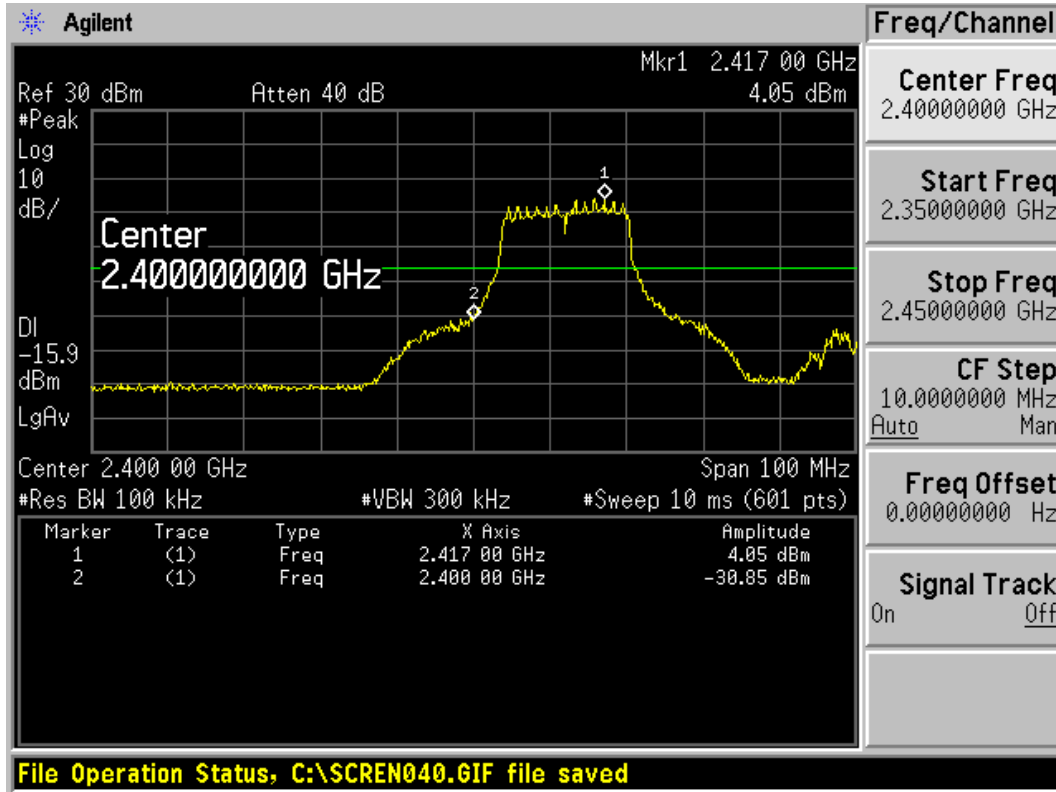 Agilent
Freq/Channel
Mkr1 2.417 00 GHz
Ref 30 dBm Atten 40 dB 4.05 dBm
#Peak
Log
10
dB/
1
Center
2.400000000 GHz
2
DI
-15.9
dBm
LgAv
Center 2.400 00 GHz Span 100 MHz
#Res BW 100 kHz #VBW 300 kHz #Sweep 10 ms (601 pts)
Marker Trace Type X Axis Amplitude
1 (1) Freq 2.417 00 GHz 4.05 dBm
2 (1) Freq 2.400 00 GHz -30.85 dBm
Center Freq
2.40000000 GHz
Start Freq
2.35000000 GHz
Stop Freq
2.45000000 GHz
CF Step
10.0000000 MHz
Auto Man
Freq Offset
0.00000000 Hz
Signal Track
On Off
File Operation Status, C:\SCREN040.GIF file saved